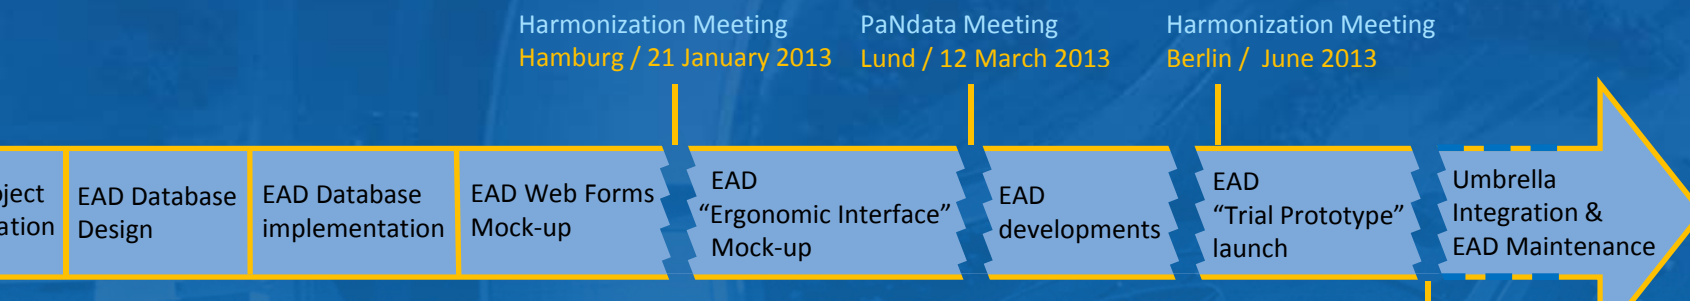 Harmonization Meeting
Hamburg / 21 January 2013
PaNdata Meeting
Lund / 12 March 2013
Harmonization Meeting
Berlin / June 2013
EAD Database
Design
EAD Database
implementation
EAD Web Forms
Mock-up
EAD
“Ergonomic Interface”
Mock-up
EAD
developments
EAD
“Trial Prototype”
launch
Umbrella
Integration &
EAD Maintenance